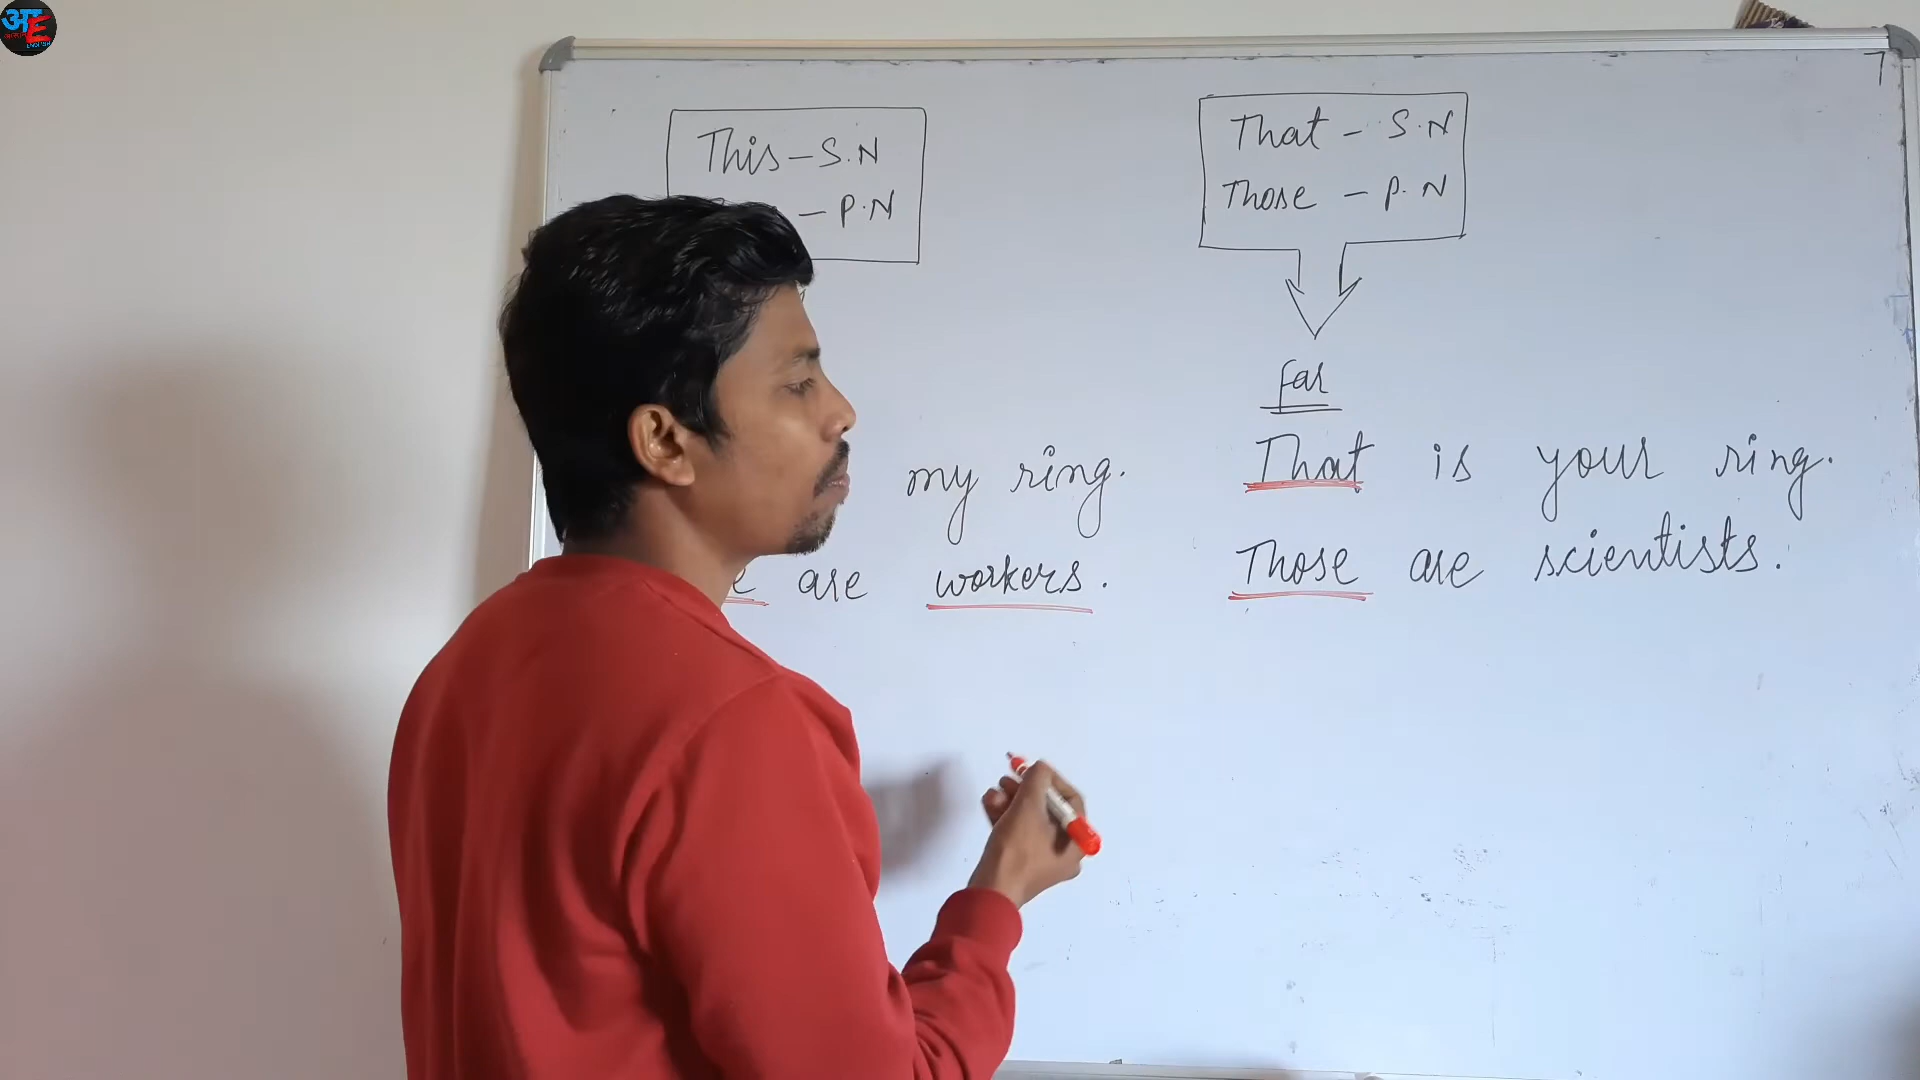 This - S.N
- P.N
That - S.N
Those - P.N
far
my ring.
are workers.
That is your ring.
Those are scientists.